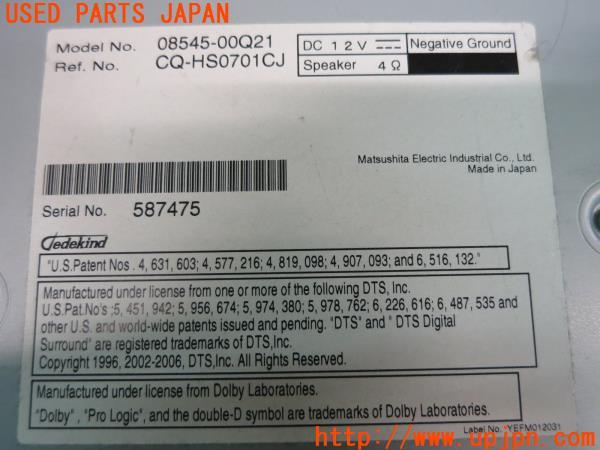 USED PARTS JAPAN
Model No. 08545-00Q21
Ref. No. CQ-HS0701CJ
DC 12V Negative Ground
Speaker 4Ω
Matsushita Electric Industrial Co., Ltd.
Made in Japan
Serial No. 587475
Gedekind
"U.S.Patent Nos. 4, 631, 603; 4, 577, 216; 4, 819, 098; 4, 907, 093; and 6, 516, 132."
Manufactured under license from one or more of the following DTS, Inc.
U.S.Pat.No's ;5, 451, 942; 5, 956, 674; 5, 974, 380; 5, 978, 762; 6, 226, 616; 6, 487, 535 and
other U.S. and world-wide patents issued and pending. "DTS" and " DTS Digital
Surround" are registered trademarks of DTS,Inc.
Copyright 1996, 2002-2006, DTS,Inc. All Rights Reserved.
Manufactured under license from Dolby Laboratories.
"Dolby", "Pro Logic", and the double-D symbol are trademarks of Dolby Laboratories.
Label No. YEFM012031
www.upjpn.com